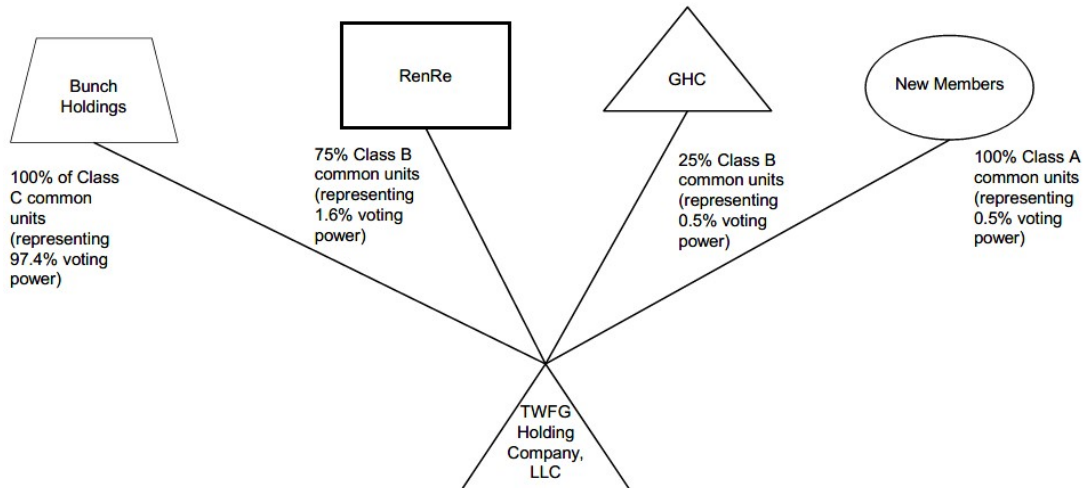 Bunch
Holdings
RenRe
GHC
New Members
100% of Class
C common
units
(representing
97.4% voting
power)
75% Class B
common units
(representing
1.6% voting
power)
25% Class B
common units
(representing
0.5% voting
power)
100% Class A
common units
(representing
0.5% voting
power)
TWFG
Holding
Company,
LLC